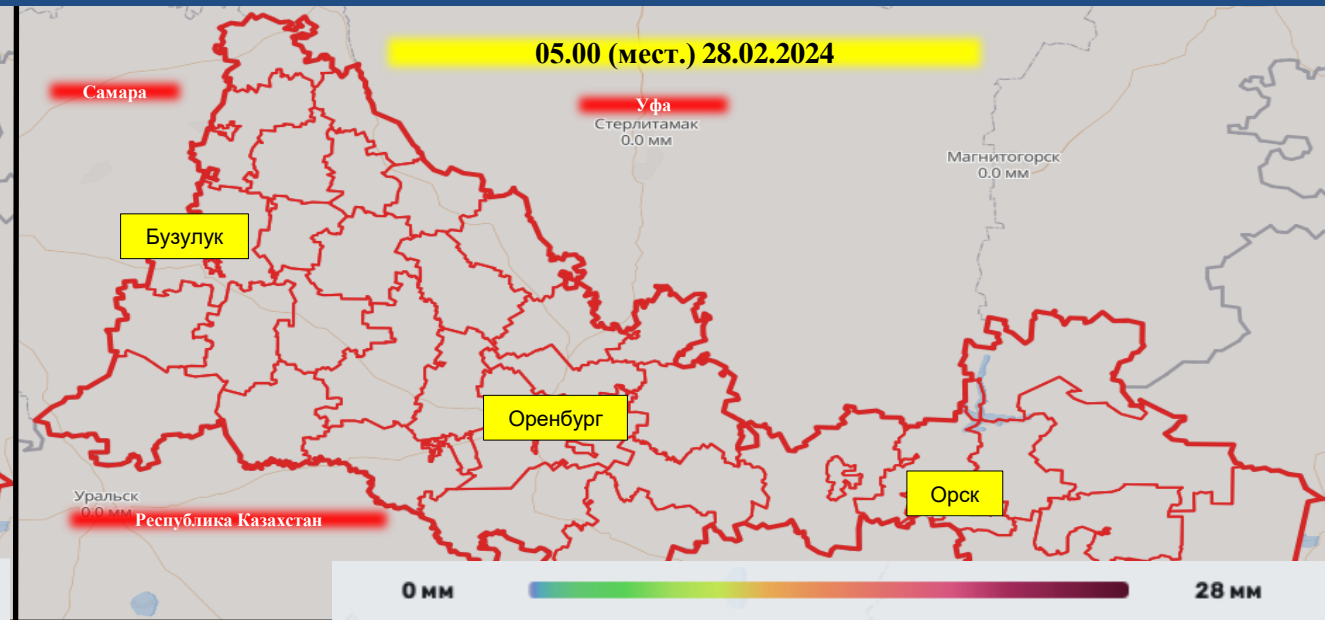 05.00 (мест.) 28.02.2024
Самара
Уфа
Стерлитамак
0.0 мм
Магнитогорск
0.0 мм
Бузулук
Оренбург
Орск
Уральск
0.0 мм
Республика Казахстан
0 мм
28 мм